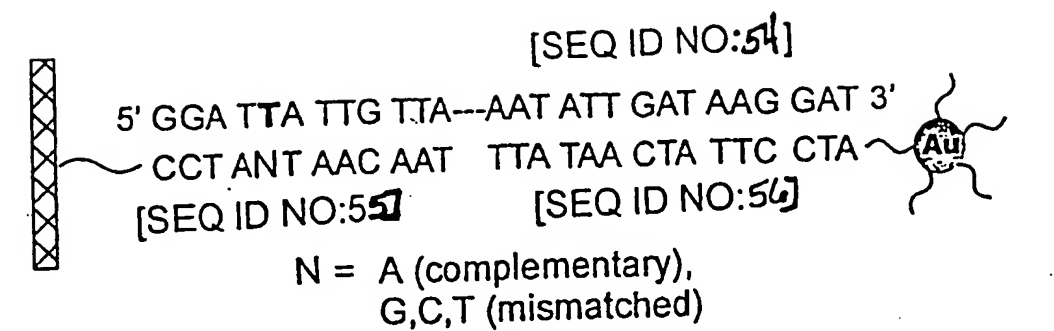 [SEQ ID NO:54]
5' GGA TTA TTG TTA---AAT ATT GAT AAG GAT 3'
CCT ANT AAC AAT TTA TAA CTA TTC CTA Au
[SEQ ID NO:55] [SEQ ID NO:56]
N = A (complementary),
G,C,T (mismatched)